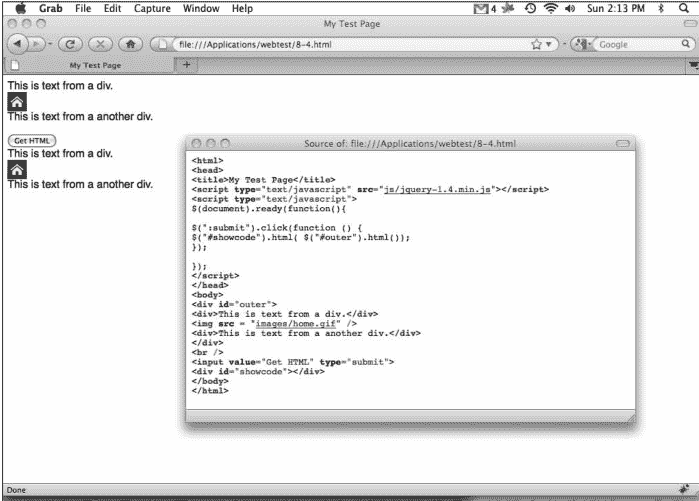 Grab File Edit Capture Window Help 4 Sun 2:13 PM
My Test Page
file:///Applications/webtest/8-4.html Google
My Test Page +
This is text from a div.
This is text from a another div.
Get HTML
This is text from a div.
This is text from a another div.
Source of: file:///Applications/webtest/8-4.html
<html>
<head>
<title>My Test Page</title>
<script type="text/javascript" src="js/jquery-1.4.min.js"></script>
<script type="text/javascript">
$(document).ready(function(){
$(":submit").click(function () {
$("#showcode").html( $("#outer").html());
});
});
</script>
</head>
<body>
<div id="outer">
<div>This is text from a div.</div>
<img src = "images/home.gif" />
<div>This is text from a another div.</div>
</div>
<br />
<input value="Get HTML" type="submit">
<div id="showcode"></div>
</body>
</html>
Done